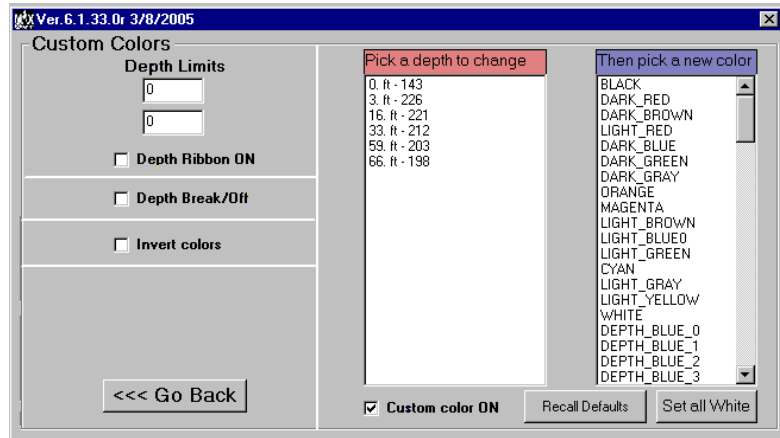 Ver.6.1.33.0r 3/8/2005
Custom Colors
Depth Limits
0
0
Depth Ribbon ON
Depth Break/Off
Invert colors
<<< Go Back
Pick a depth to change
0. ft - 143
3. ft - 226
16. ft - 221
33. ft - 212
59. ft - 203
66. ft - 198
Then pick a new color
BLACK
DARK_RED
DARK_BROWN
LIGHT_RED
DARK_BLUE
DARK_GREEN
DARK_GRAY
ORANGE
MAGENTA
LIGHT_BROWN
LIGHT_BLUE0
LIGHT_GREEN
CYAN
LIGHT_GRAY
LIGHT_YELLOW
WHITE
DEPTH_BLUE_0
DEPTH_BLUE_1
DEPTH_BLUE_2
DEPTH_BLUE_3
Custom color ON
Recall Defaults
Set all White